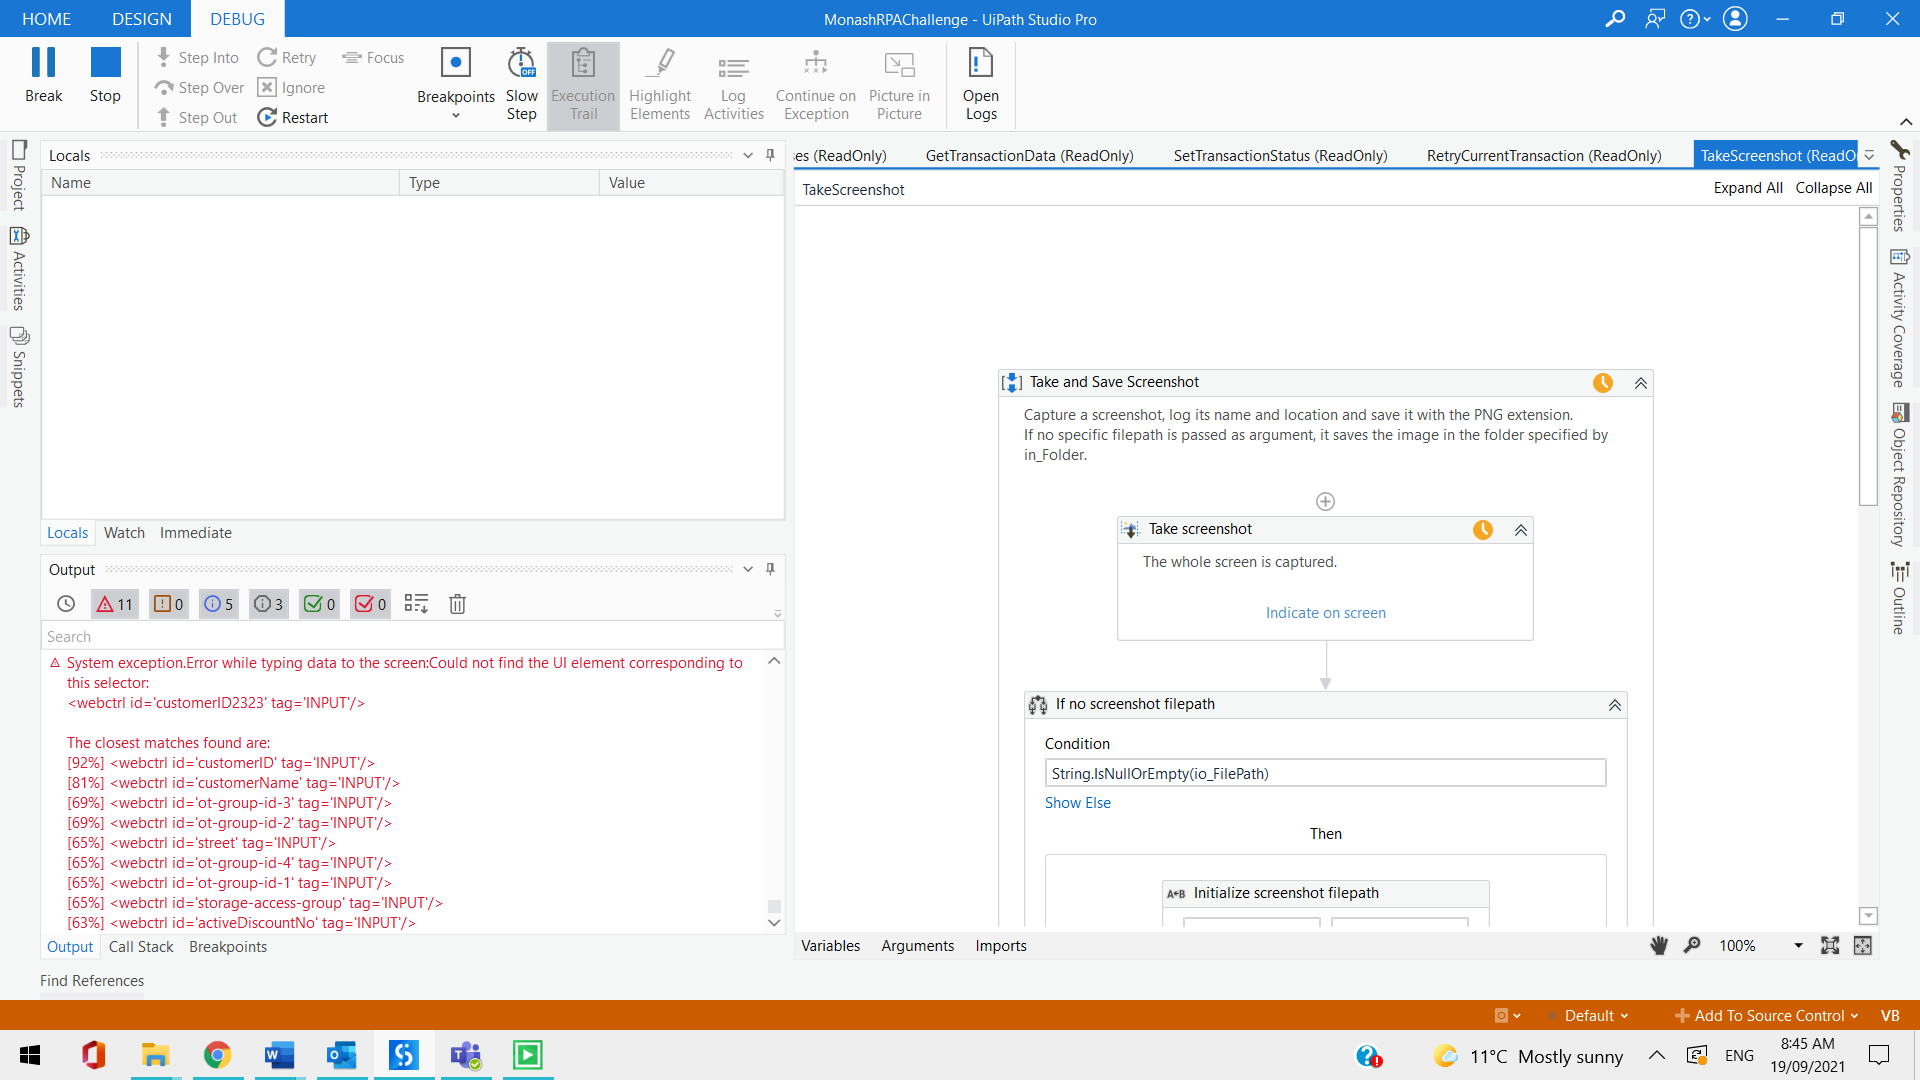 HOME DESIGN DEBUG MonashRPAChallenge - UiPath Studio Pro
Break Stop Step Into Step Over Step Out Retry Ignore Restart Focus
Breakpoints Slow Step OFF Execution Trail Highlight Elements Log Activities Continue on Exception Picture in Picture Open Logs
Project
Activities
Snippets
Locals
Name Type Value
Locals Watch Immediate
Output
11 0 5 3 0 0
Search
System exception.Error while typing data to the screen:Could not find the UI element corresponding to
this selector:
<webctrl id='customerID2323' tag='INPUT'/>
The closest matches found are:
[92%] <webctrl id='customerID' tag='INPUT'/>
[81%] <webctrl id='customerName' tag='INPUT'/>
[69%] <webctrl id='ot-group-id-3' tag='INPUT'/>
[69%] <webctrl id='ot-group-id-2' tag='INPUT'/>
[65%] <webctrl id='street' tag='INPUT'/>
[65%] <webctrl id='ot-group-id-4' tag='INPUT'/>
[65%] <webctrl id='ot-group-id-1' tag='INPUT'/>
[65%] <webctrl id='storage-access-group' tag='INPUT'/>
[63%] <webctrl id='activeDiscountNo' tag='INPUT'/>
Output Call Stack Breakpoints
Find References
ses (ReadOnly) GetTransactionData (ReadOnly) SetTransactionStatus (ReadOnly) RetryCurrentTransaction (ReadOnly) TakeScreenshot (ReadO
TakeScreenshot Expand All Collapse All
Take and Save Screenshot
Capture a screenshot, log its name and location and save it with the PNG extension.
If no specific filepath is passed as argument, it saves the image in the folder specified by
in_Folder.
Take screenshot
The whole screen is captured.
Indicate on screen
If no screenshot filepath
Condition
String.IsNullOrEmpty(io_FilePath)
Show Else
Then
A+B Initialize screenshot filepath
Variables Arguments Imports 100%
Properties
Activity Coverage
Object Repository
Outline
Default Add To Source Control VB
11°C Mostly sunny ENG 8:45 AM
19/09/2021